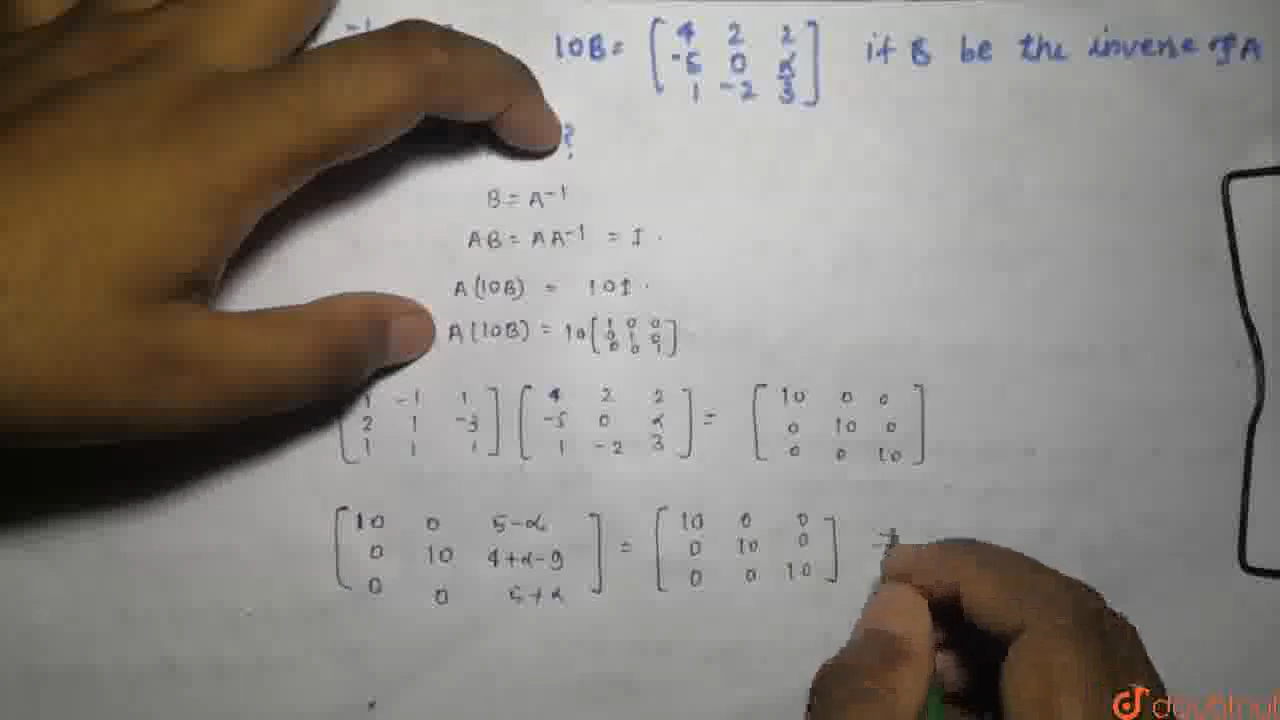 10B = [4 2 2
-5 0 α
1 -2 3] if B be the inverse of A
?
B = A⁻¹
AB = AA⁻¹ = I.
A(10B) = 10I.
A(10B) = 10[1 0 0
0 1 0
0 0 1]
[1 -1 1] [4 2 2] = [10 0 0]
[2 1 -3] [-5 0 α] [0 10 0]
[1 1 1] [1 -2 3] [0 0 10]
[10 0 5-α] = [10 0 0]
[0 10 4+α-9] [0 10 0]
[0 0 5+α] [0 0 10]
doubtnut